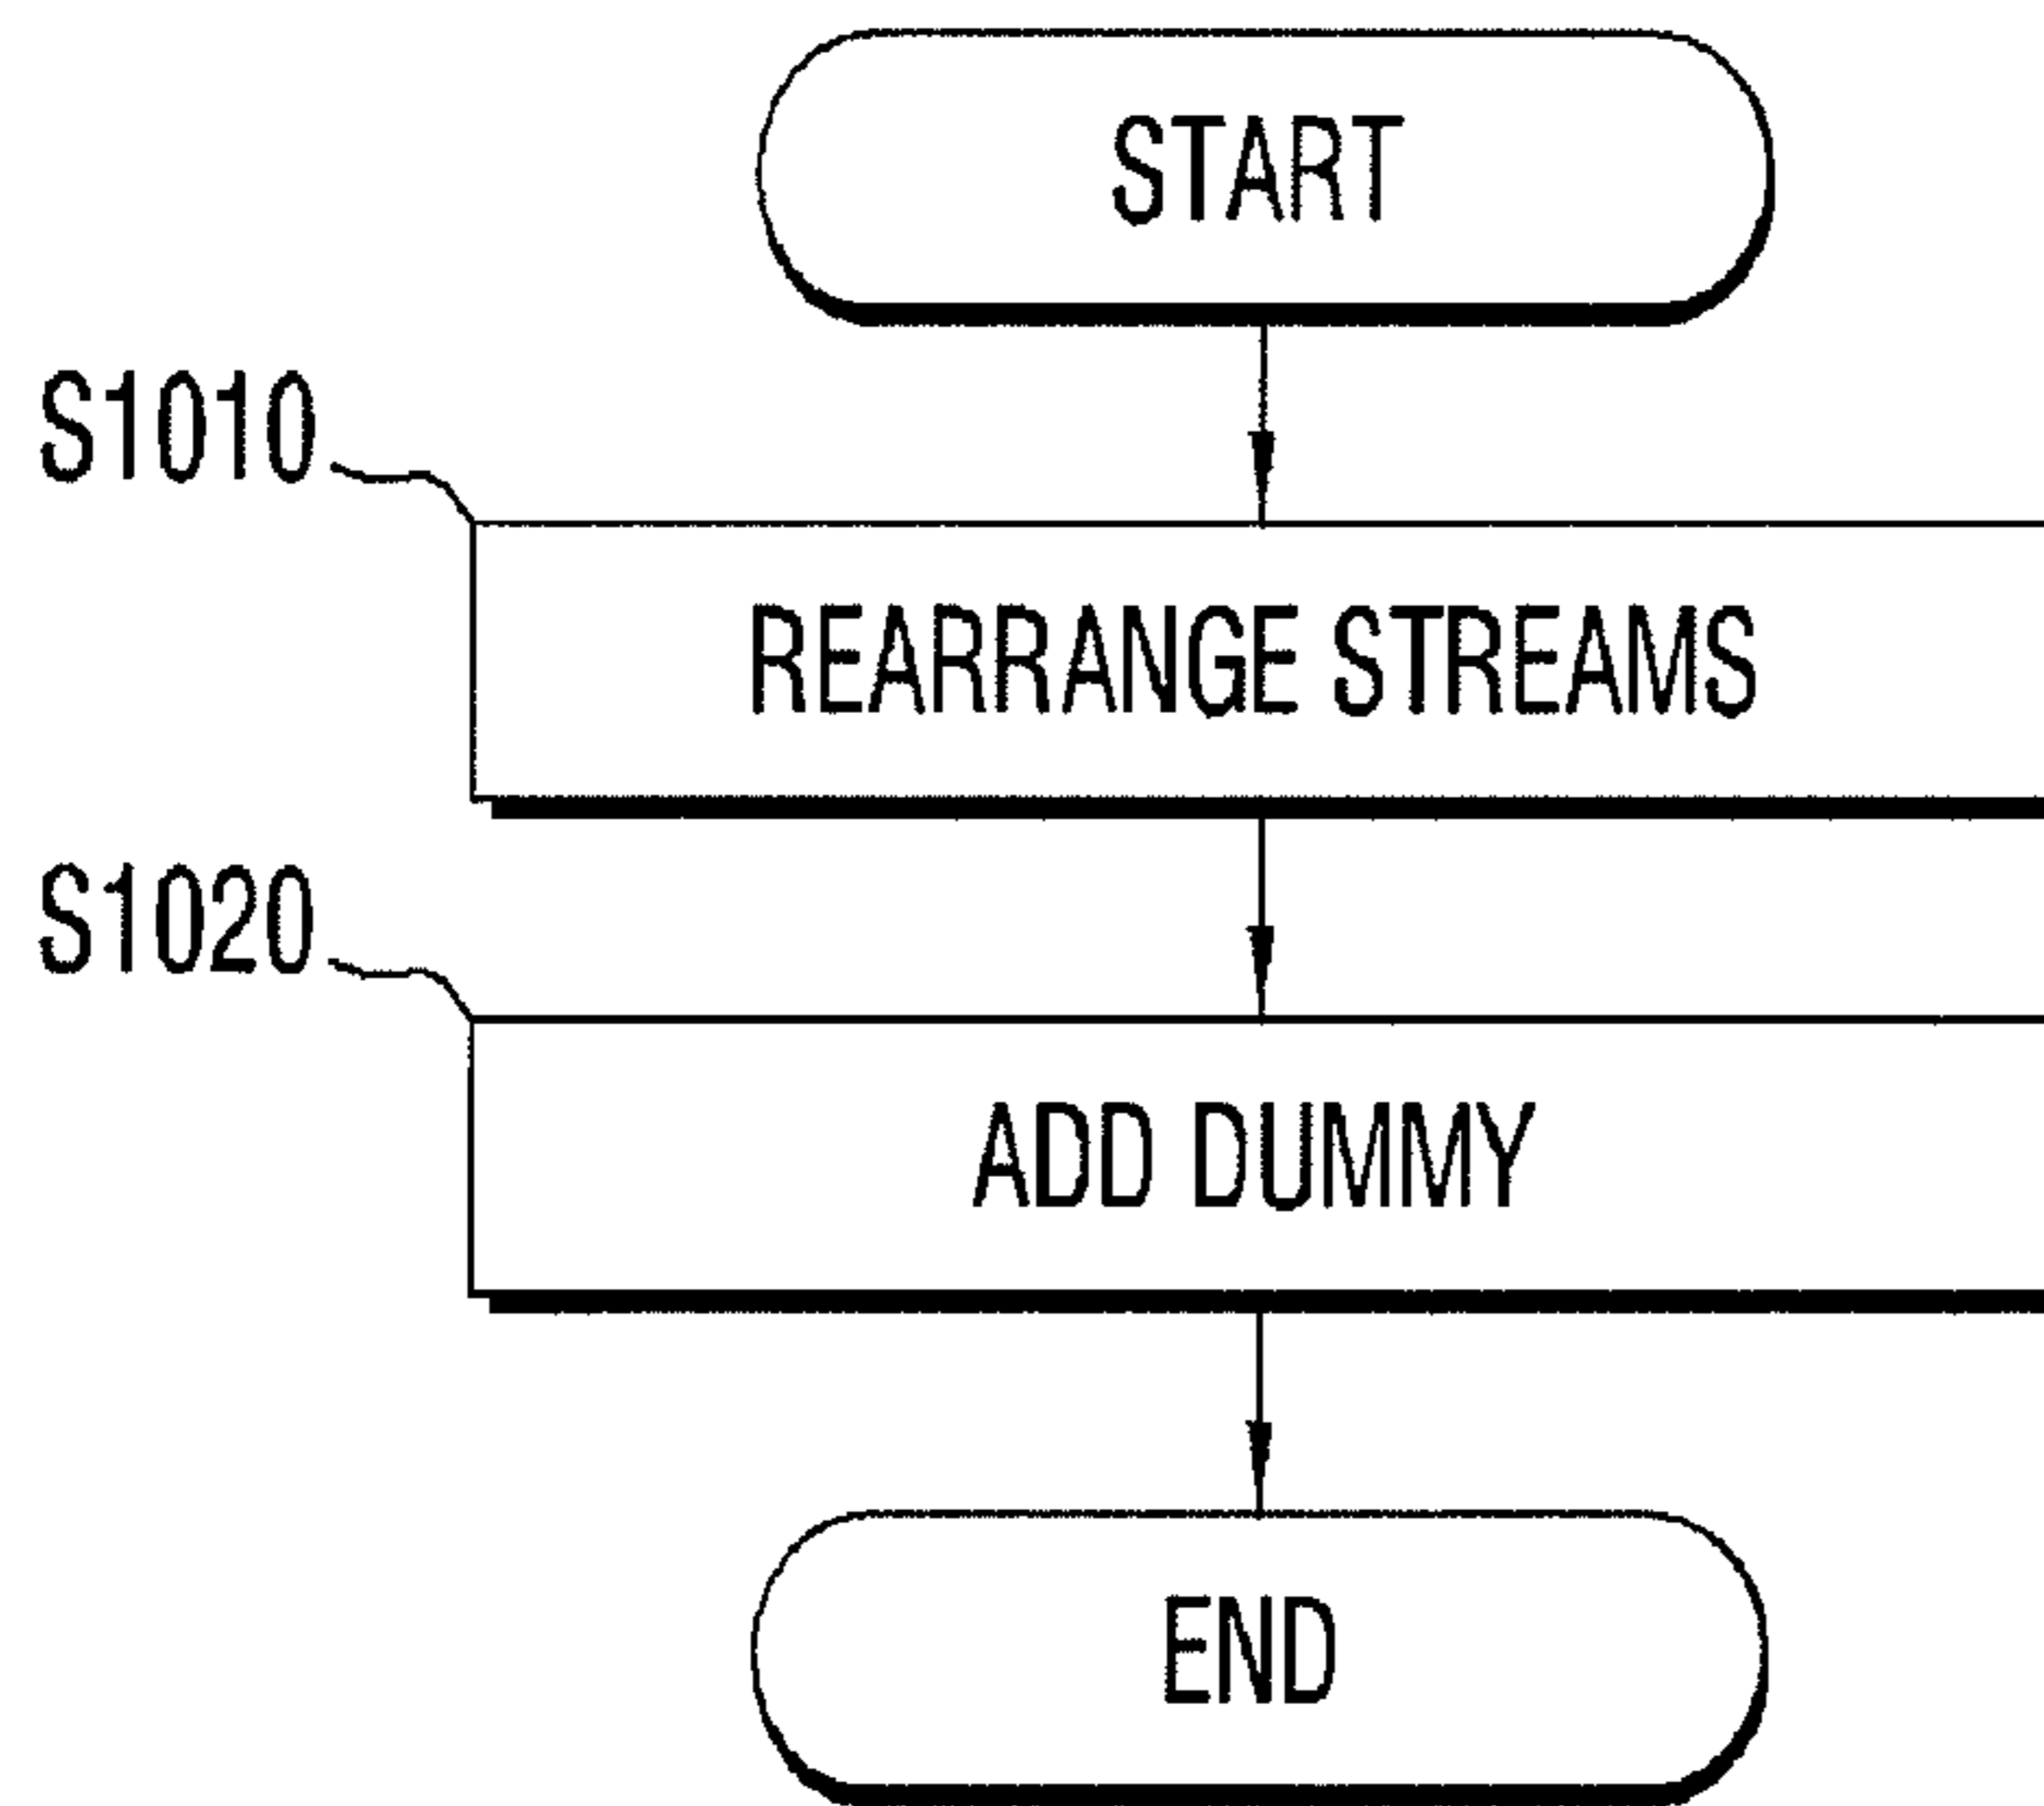 START
S1010
REARRANGE STREAMS
S1020
ADD DUMMY
END